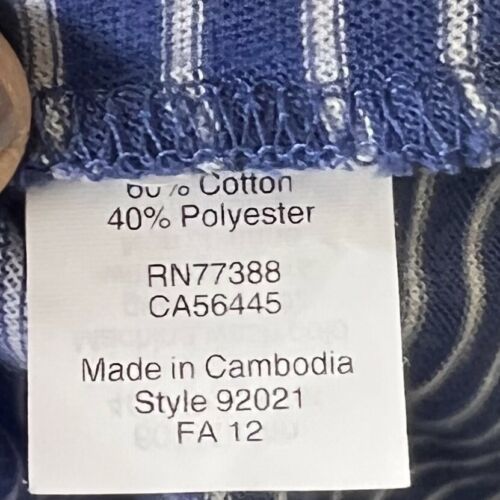 60% Cotton
40% Polyester
RN77388
CA56445
Made in Cambodia
Style 92021
FA 12